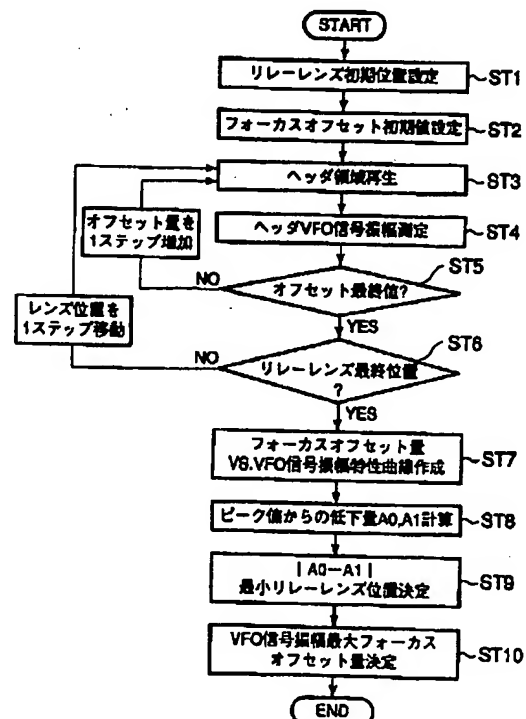 START
リレーレンズ初期位置設定
ST1
フォーカスオフセット初期値設定
ST2
ヘッダ領域再生
ST3
オフセット量を
1ステップ増加
ヘッダVFO信号振幅測定
ST4
ST5
NO
オフセット最終値?
レンズ位置を
1ステップ移動
YES
ST6
NO
リレーレンズ最終位置
?
YES
フォーカスオフセット量
VS.VFO信号振幅特性曲線作成
ST7
ピーク値からの低下量A0,A1計算
ST8
|A0−A1|
最小リレーレンズ位置決定
ST9
VFO信号振幅最大フォーカス
オフセット量決定
ST10
END